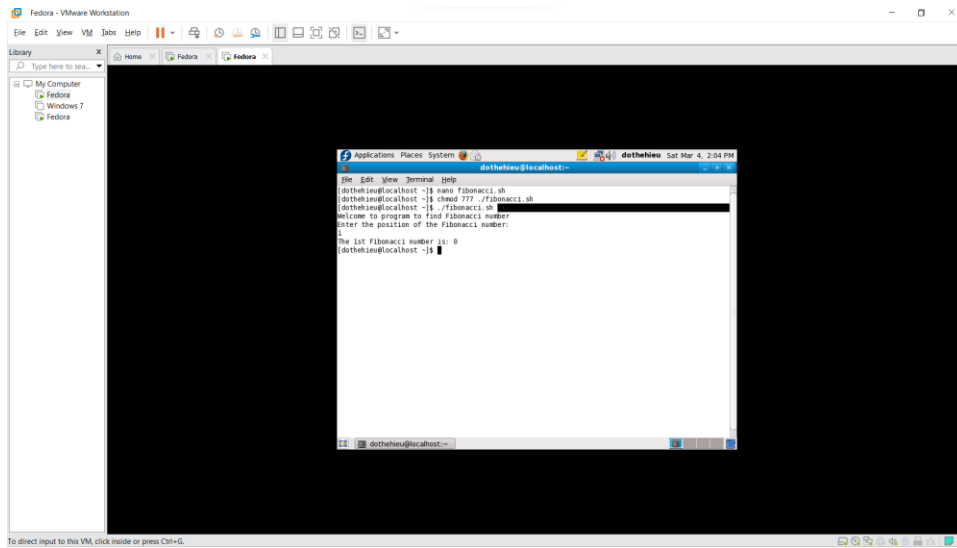 Fedora - VMware Workstation
File Edit View VM Tabs Help
Library x
Home Fedora Fedora
Type here to sea...
My Computer
Fedora
Windows 7
Fedora
Applications Places System dothehieu Sat Mar 4, 2:04 PM
dothehieu@localhost:~
File Edit View Terminal Help
[dothehieu@localhost ~]$ nano fibonacci.sh
[dothehieu@localhost ~]$ chmod 777 ./fibonacci.sh
[dothehieu@localhost ~]$ ./fibonacci.sh
Welcome to program to find Fibonacci number
Enter the position of the Fibonacci number:
1
The 1st Fibonacci number is: 0
[dothehieu@localhost ~]$
dothehieu@localhost:~
To direct input to this VM, click inside or press Ctrl+G.